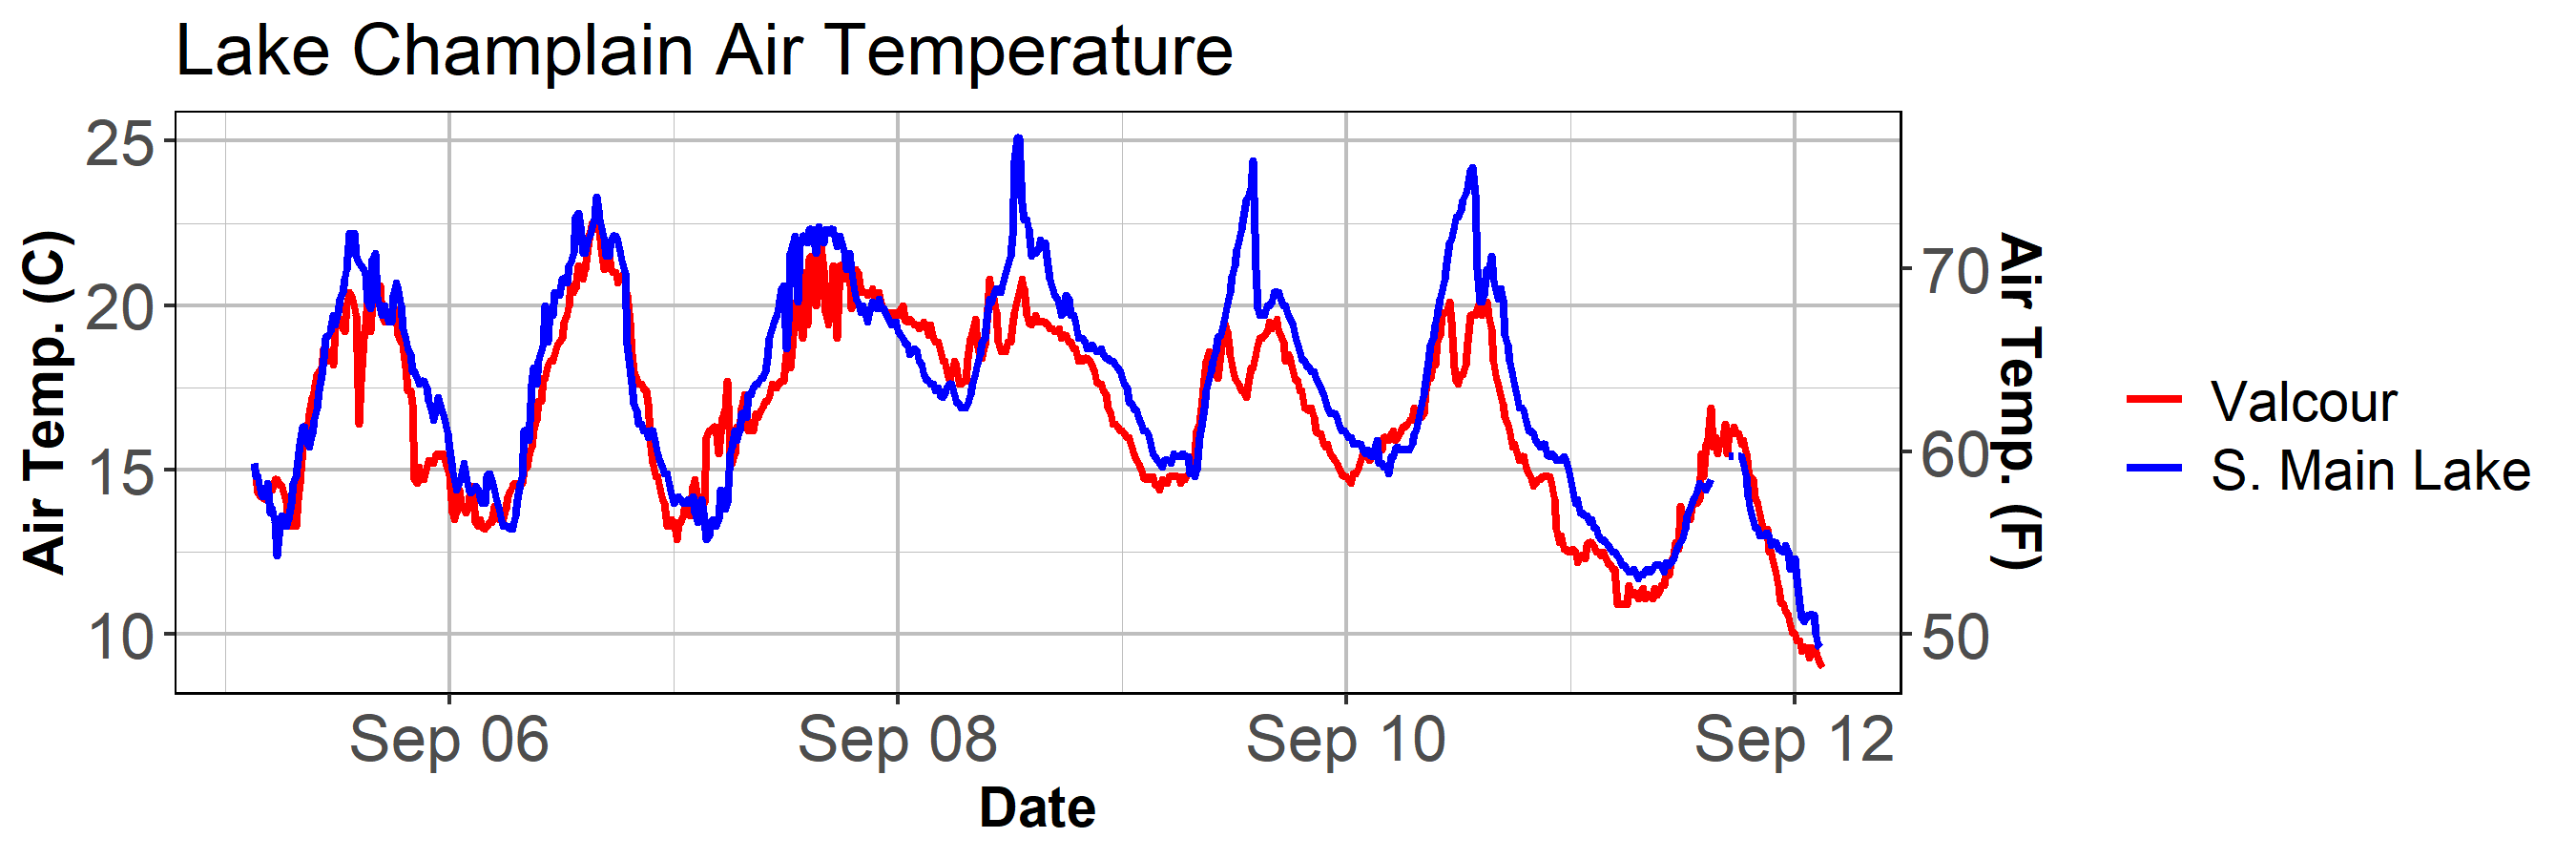 Lake Champlain Air Temperature
Air Temp. (C)
25
20
15
10
70
60
50
Air Temp. (F)
Sep 06
Sep 08
Sep 10
Sep 12
Date
Valcour
S. Main Lake